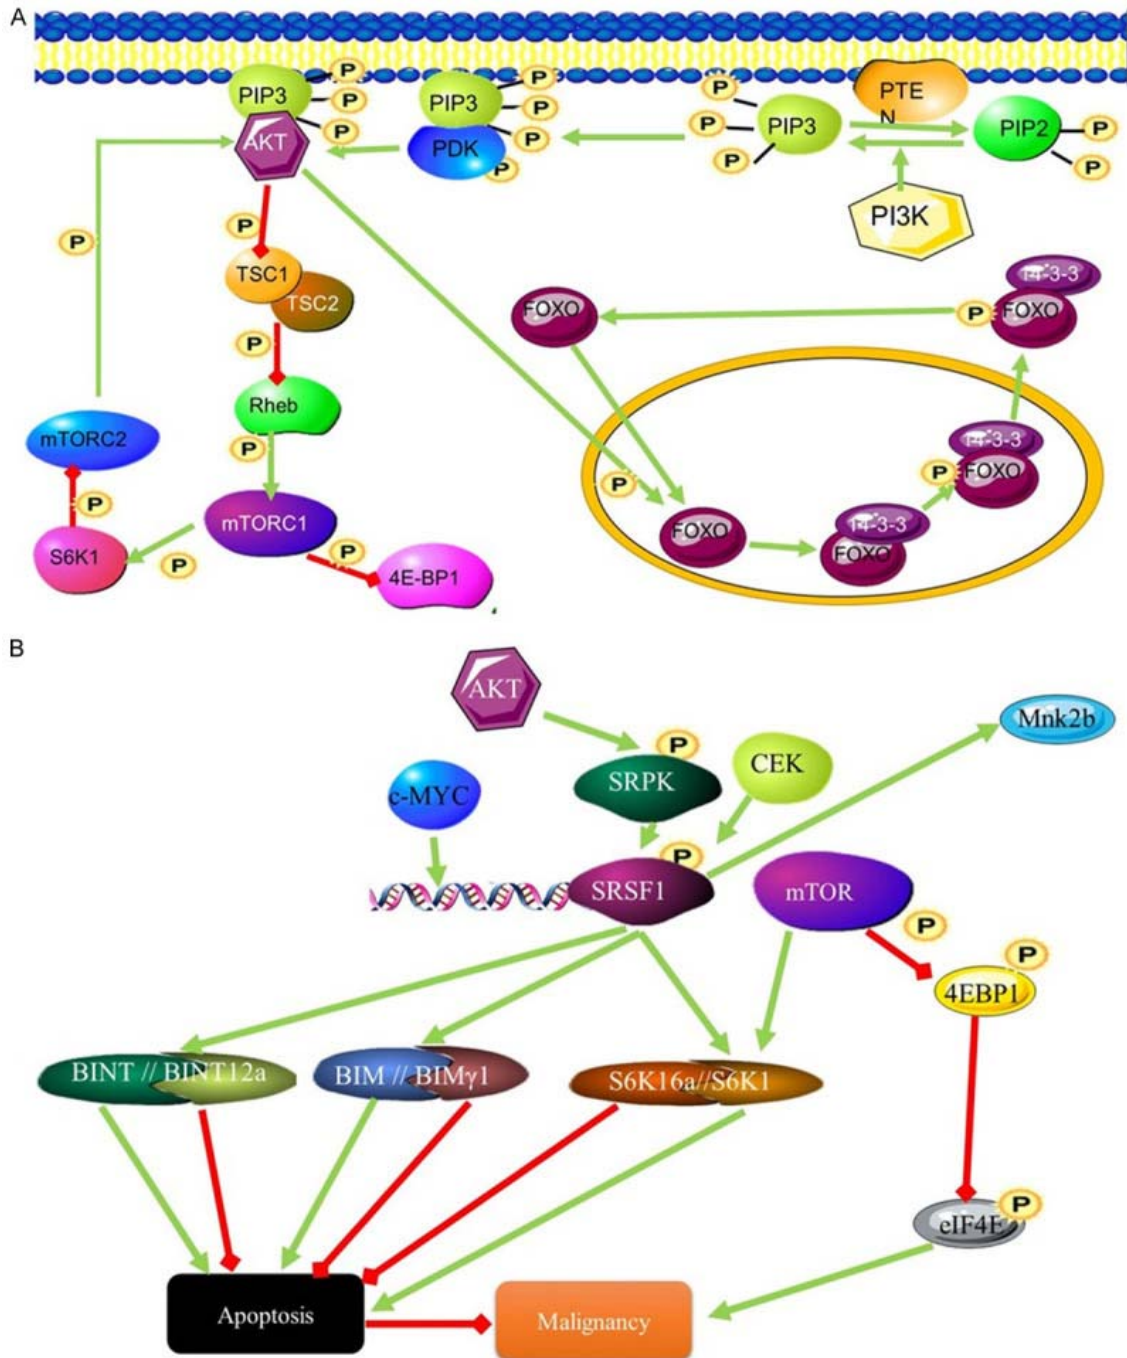 A
P
P
P
PIP3
P
P
P
PIP3
P
P
P
PIP3
PTE
N
PIP2
P
P
AKT
PDK
P
PI3K
P
P
TSC1
TSC2
14-3-3
FOXO
P
FOXO
P
Rheb
mTORC2
P
14-3-3
FOXO
P
P
P
mTORC1
FOXO
14-3-3
FOXO
S6K1
P
P
4E-BP1
B
AKT
Mnk2b
P
SRPK
CEK
c-MYC
P
SRSF1
mTOR
P
P
4EBP1
BINT // BINT12a
BIM // BIMγ1
S6K16a//S6K1
P
eIF4E
Apoptosis
Malignancy